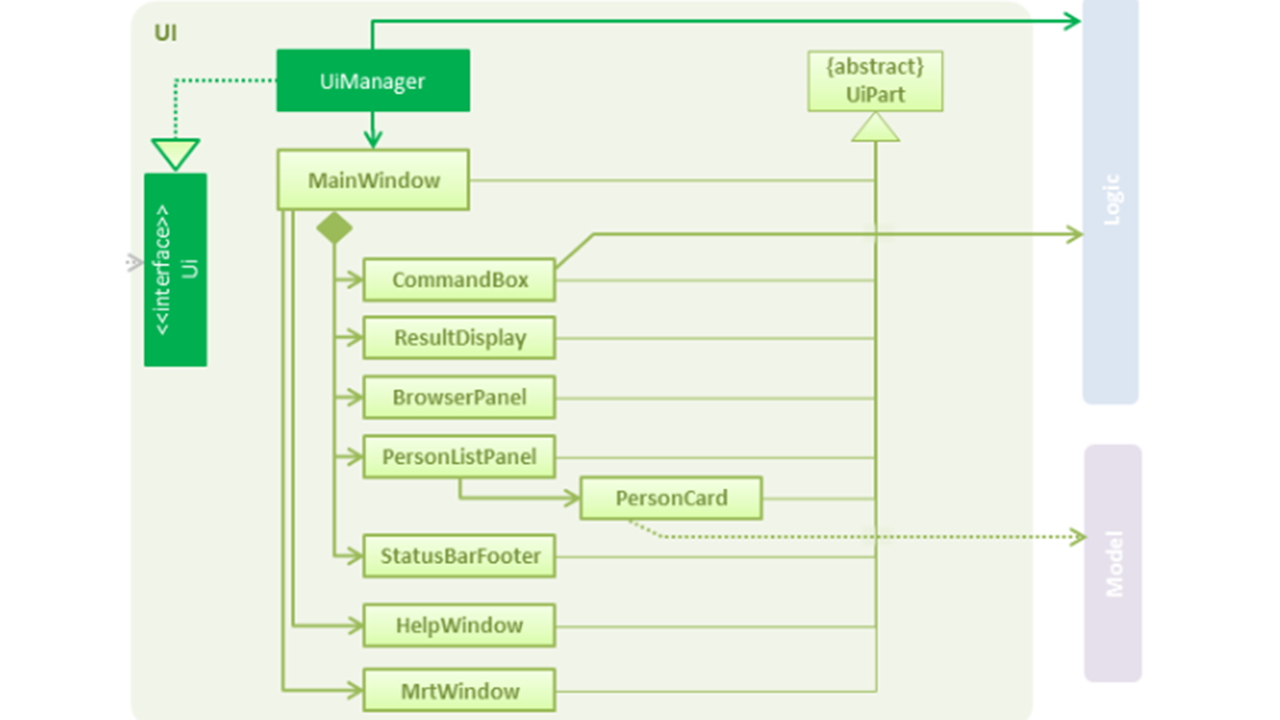 UI
UiManager
{abstract}
UiPart
MainWindow
<<interface>>
Ui
Logic
CommandBox
ResultDisplay
BrowserPanel
PersonListPanel
PersonCard
Model
StatusBarFooter
HelpWindow
MrtWindow